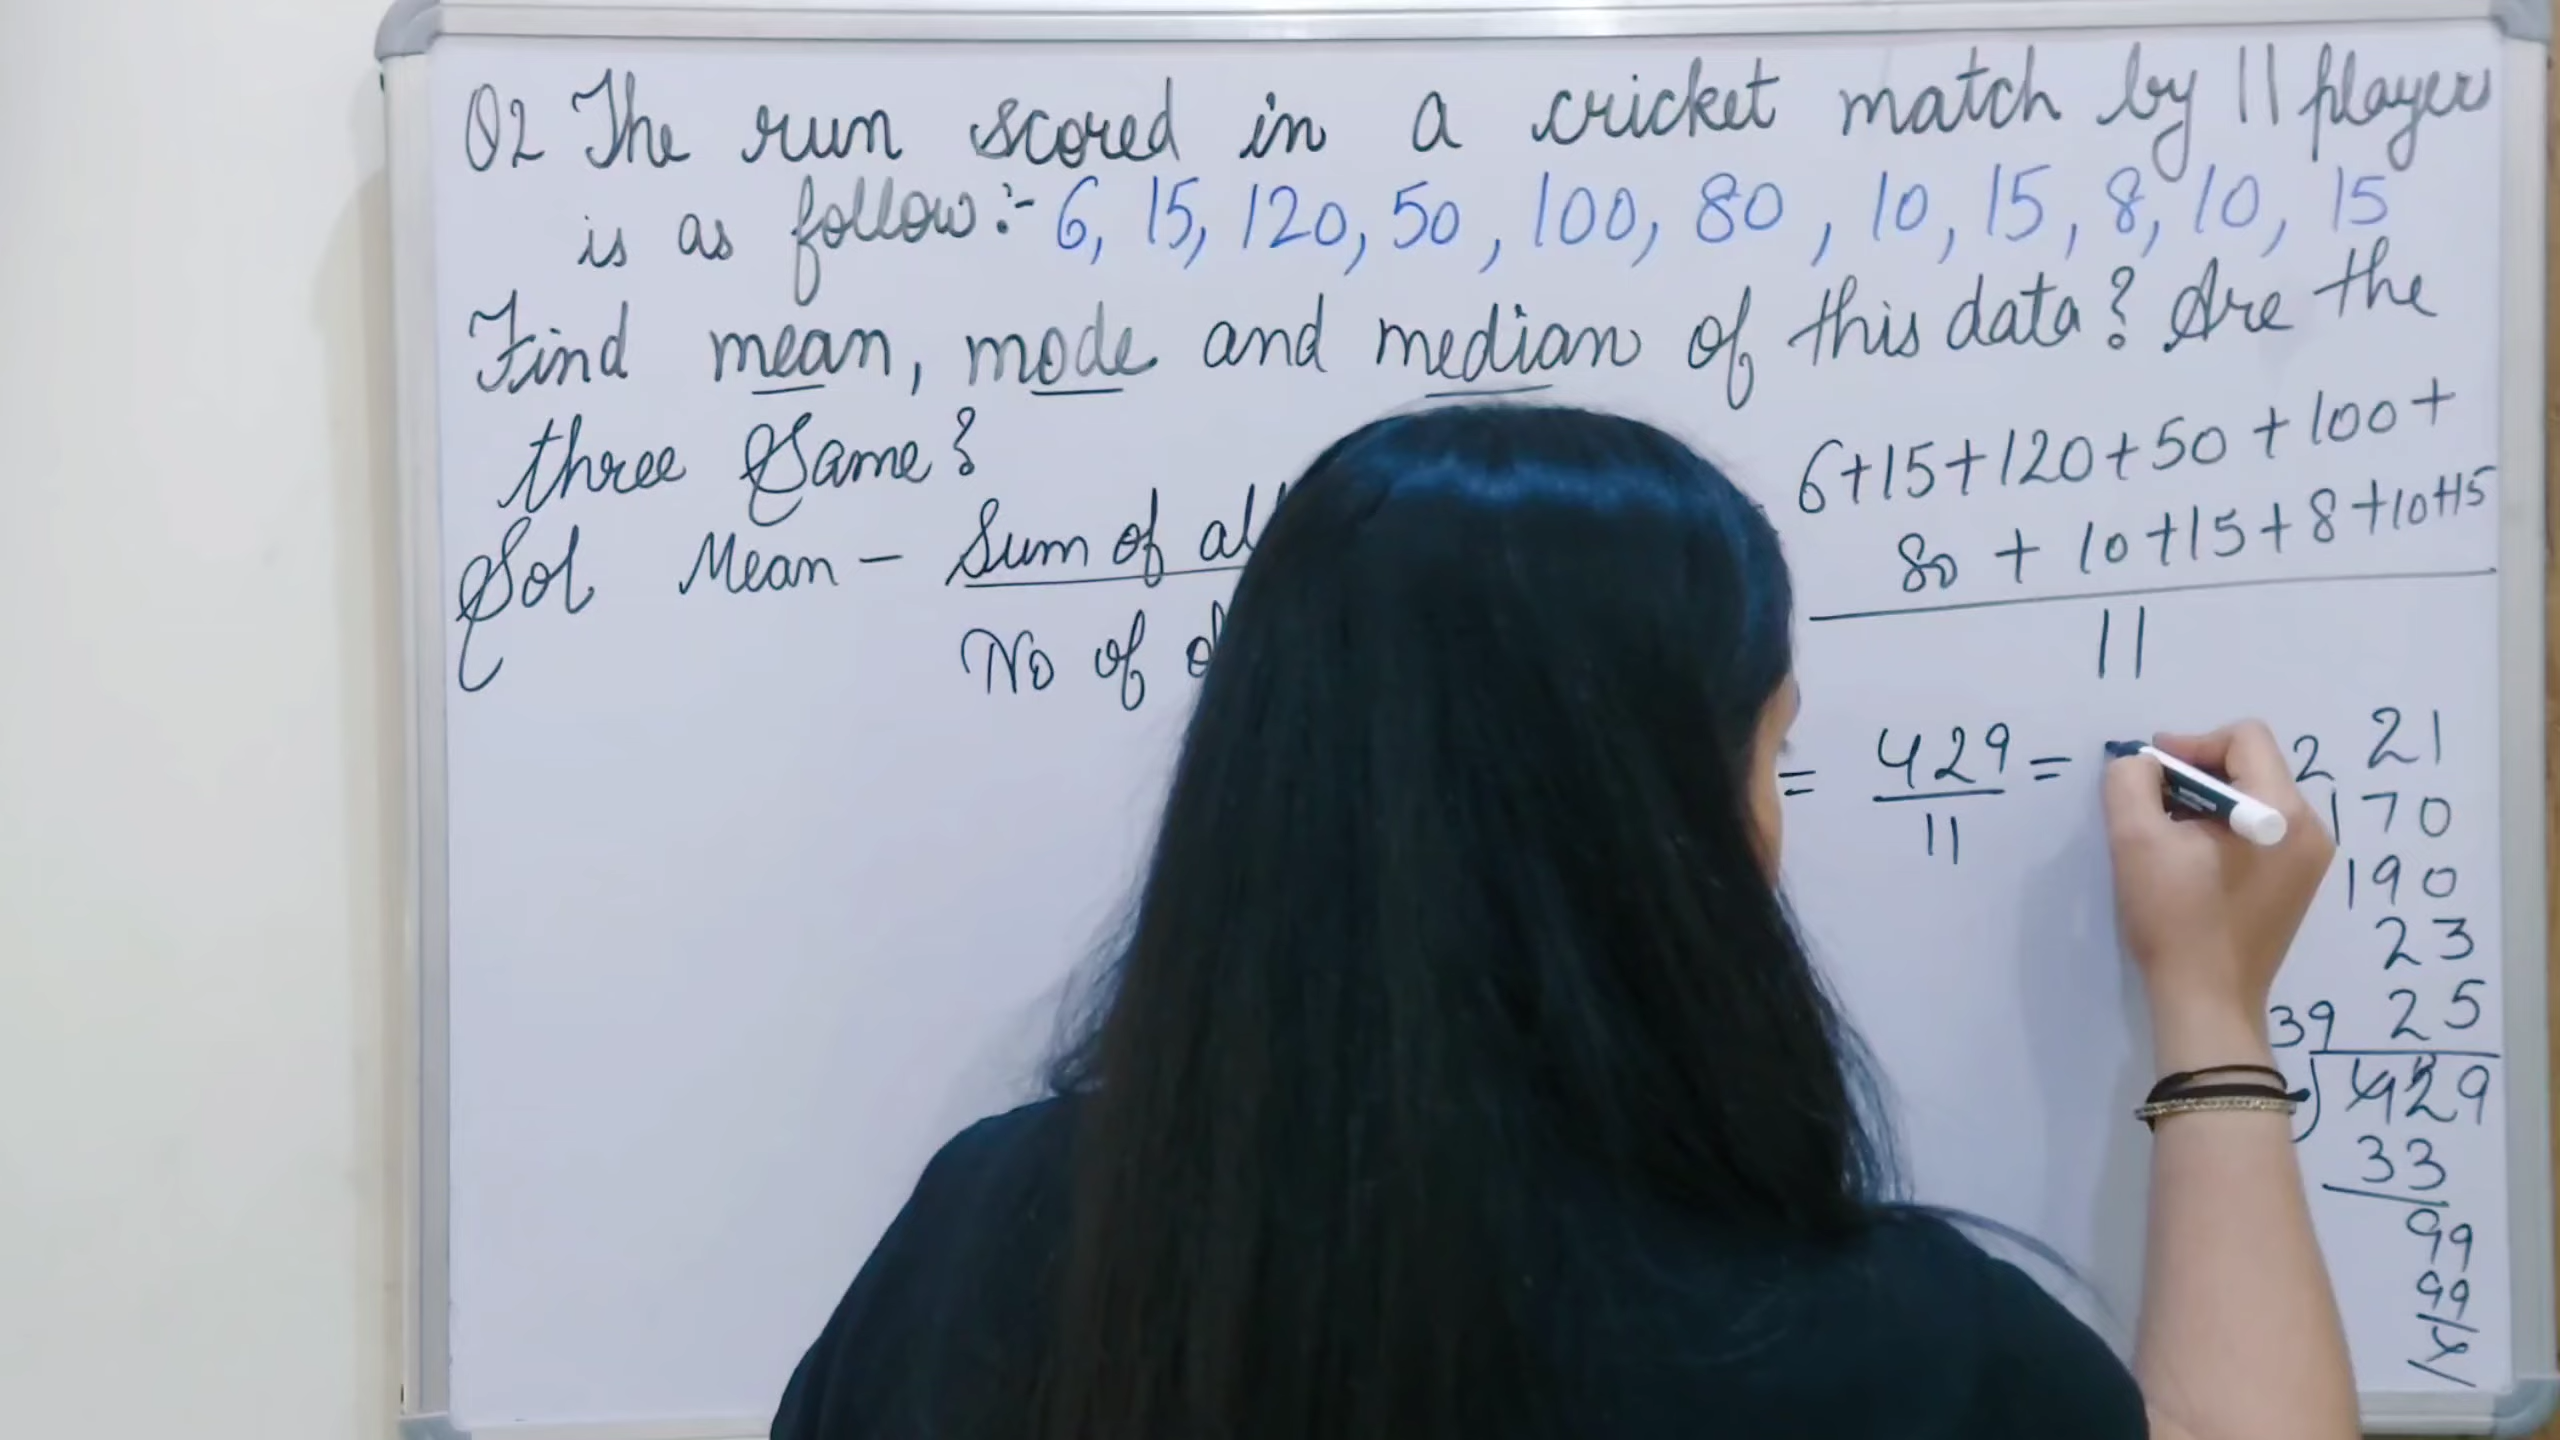 Q2 The run scored in a cricket match by 11 player
is as follow:- 6, 15, 120, 50, 100, 80, 10, 15, 8, 10, 15
Find mean, mode and median of this data? Are the
three Same?
Sol Mean - Sum of al
No of
6+15+120+50+100+
80+10+15+8+10+15
11
= 429 =
11
2 21
170
190
23
25
39
429
33
99
99